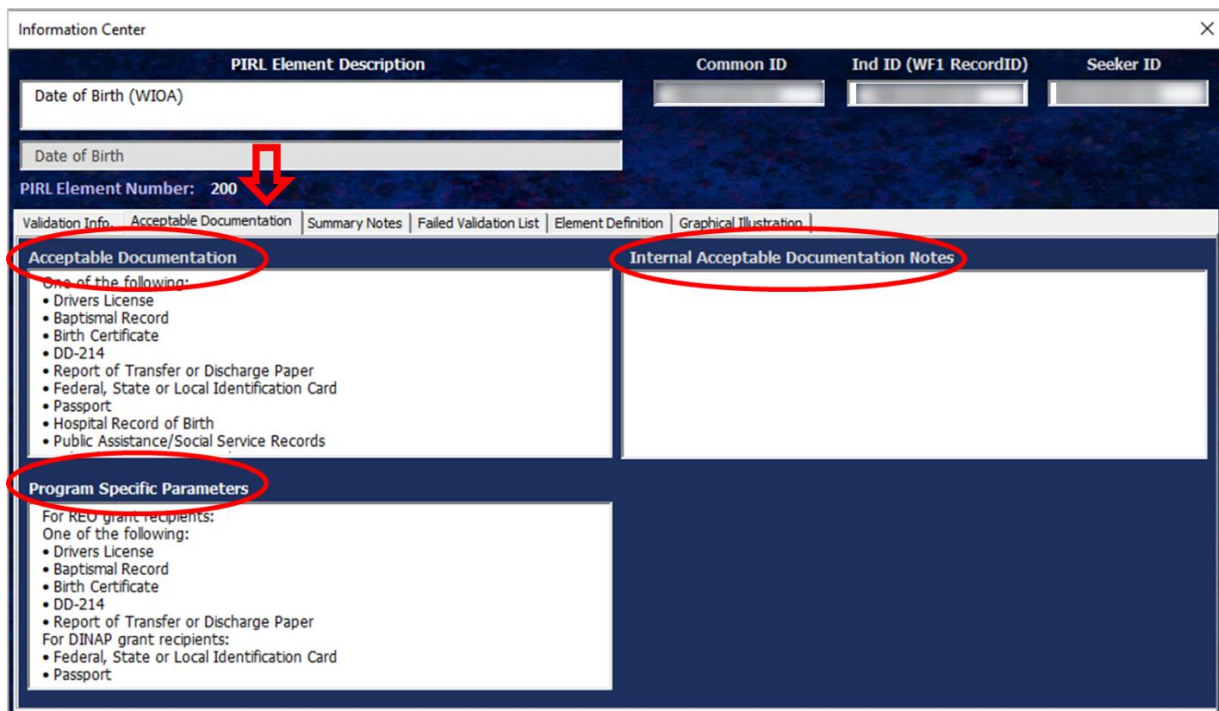 Information Center
PIRL Element Description
Common ID
Ind ID (WF1 RecordID)
Seeker ID
Date of Birth (WIOA)
Date of Birth
PIRL Element Number: 200
Validation Info.
Acceptable Documentation
Summary Notes
Failed Validation List
Element Definition
Graphical Illustration
Acceptable Documentation
One of the following:
• Drivers License
• Baptismal Record
• Birth Certificate
• DD-214
• Report of Transfer or Discharge Paper
• Federal, State or Local Identification Card
• Passport
• Hospital Record of Birth
• Public Assistance/Social Service Records
Internal Acceptable Documentation Notes
Program Specific Parameters
For REO grant recipients:
One of the following:
• Drivers License
• Baptismal Record
• Birth Certificate
• DD-214
• Report of Transfer or Discharge Paper
For DINAP grant recipients:
• Federal, State or Local Identification Card
• Passport